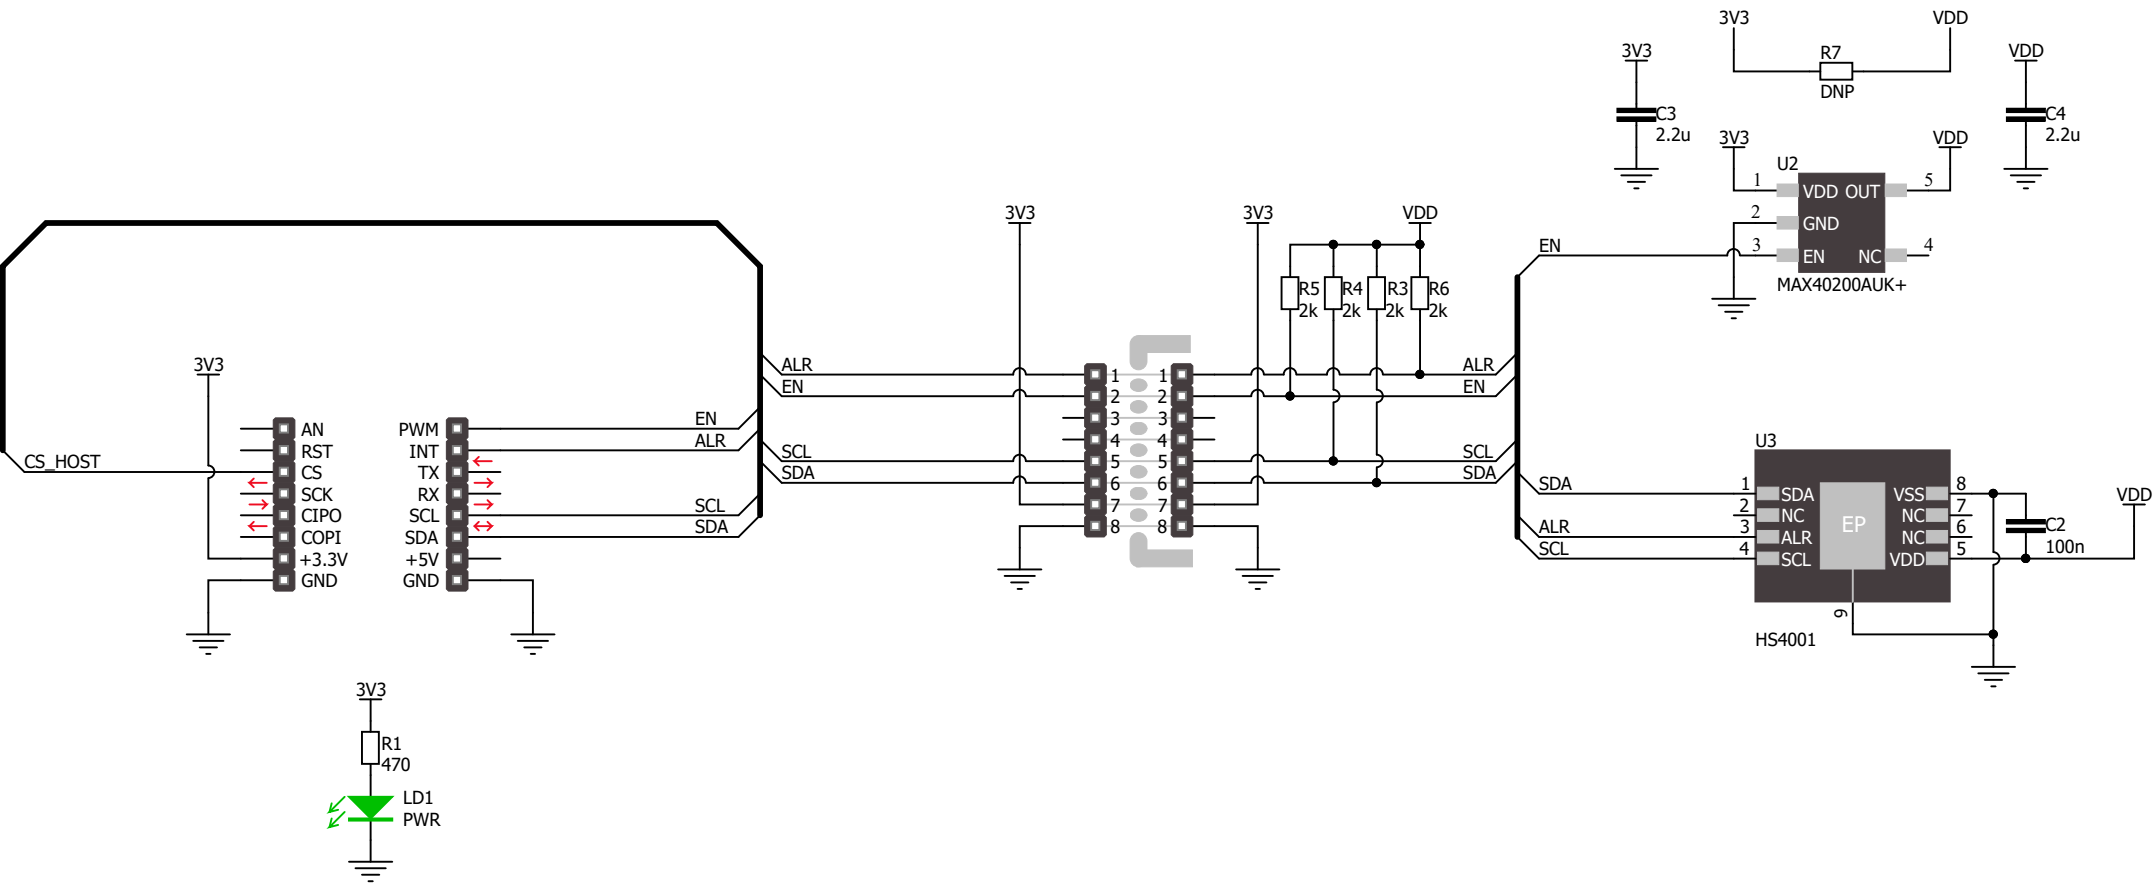 3V3
VDD
R7
DNP
3V3
C3
2.2u
VDD
C4
2.2u
3V3
VDD
U2
1 VDD OUT 5
2 GND
3 EN NC 4
MAX40200AUK+
EN
3V3
3V3
VDD
R5
2k
R4
2k
R3
2k
R6
2k
ALR
EN
SCL
SDA
1 1
2 2
3 3
4 4
5 5
6 6
7 7
8 8
ALR
EN
SCL
SDA
3V3
CS_HOST
AN
RST
CS
SCK
CIPO
COPI
+3.3V
GND
PWM
INT
TX
RX
SCL
SDA
+5V
GND
EN
ALR
SCL
SDA
SDA
ALR
SCL
U3
1 SDA VSS 8
2 NC NC 7
3 ALR NC 6
4 SCL VDD 5
EP
9
HS4001
C2
100n
VDD
3V3
R1
470
LD1
PWR